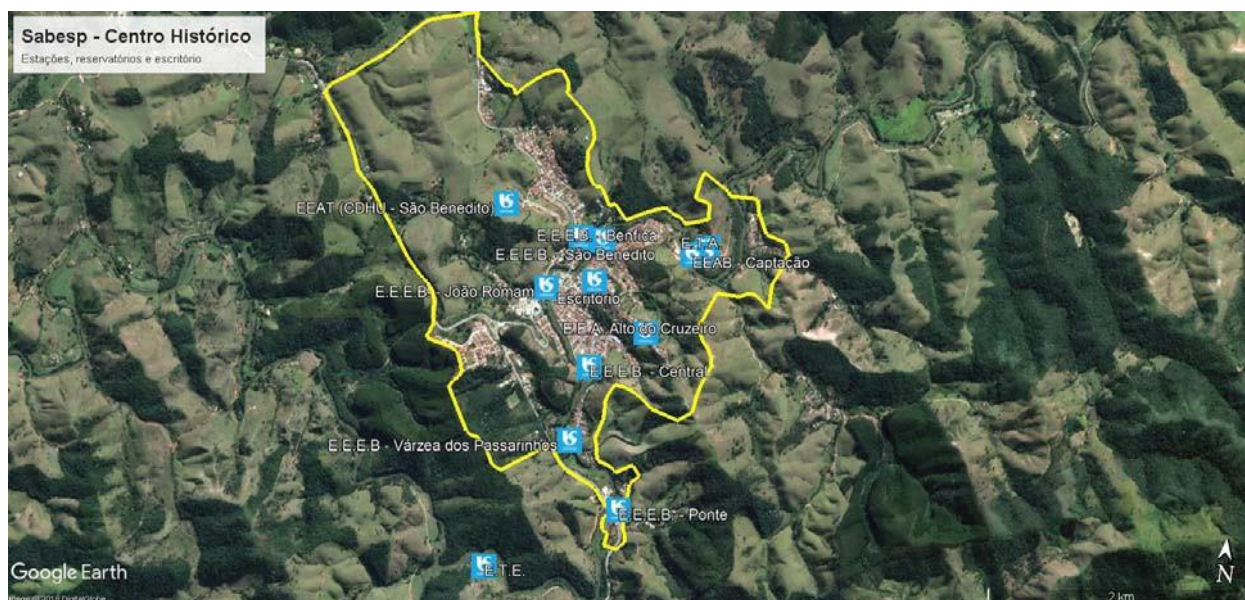 Sabesp - Centro Histórico
Estações, reservatórios e escritório
EEAT (CDHU - São Benedito)
E.E.E.B. - Benfica
E.T.A
E.E.E.B. - São Benedito
EEAB - Captação
E.E.E.B. - João Romam
Escritório
E.E.A. Alto do Cruzeiro
E.E.E.B. - Central
E.E.E.B - Várzea dos Passarinhos
E.E.E.B. - Ponte
E.T.E.
Google Earth
N
2 km